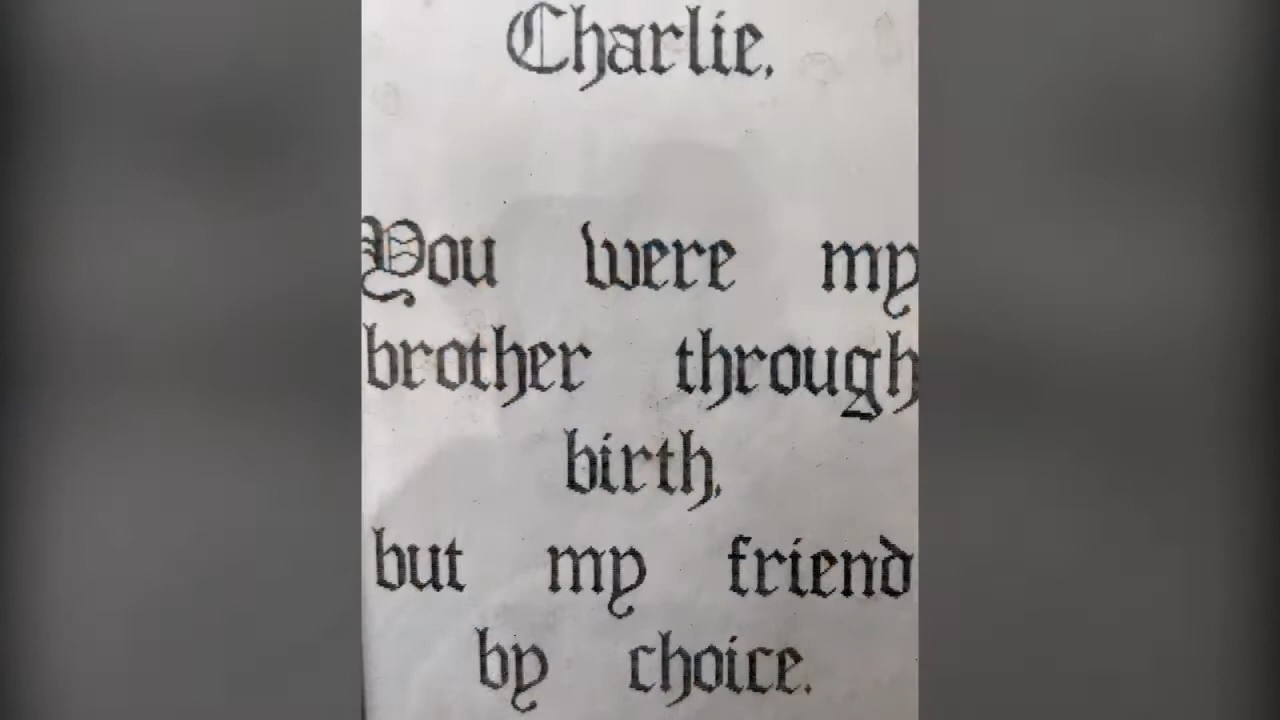 Charlie,
You were my
brother through
birth,
but my friend
by choice.